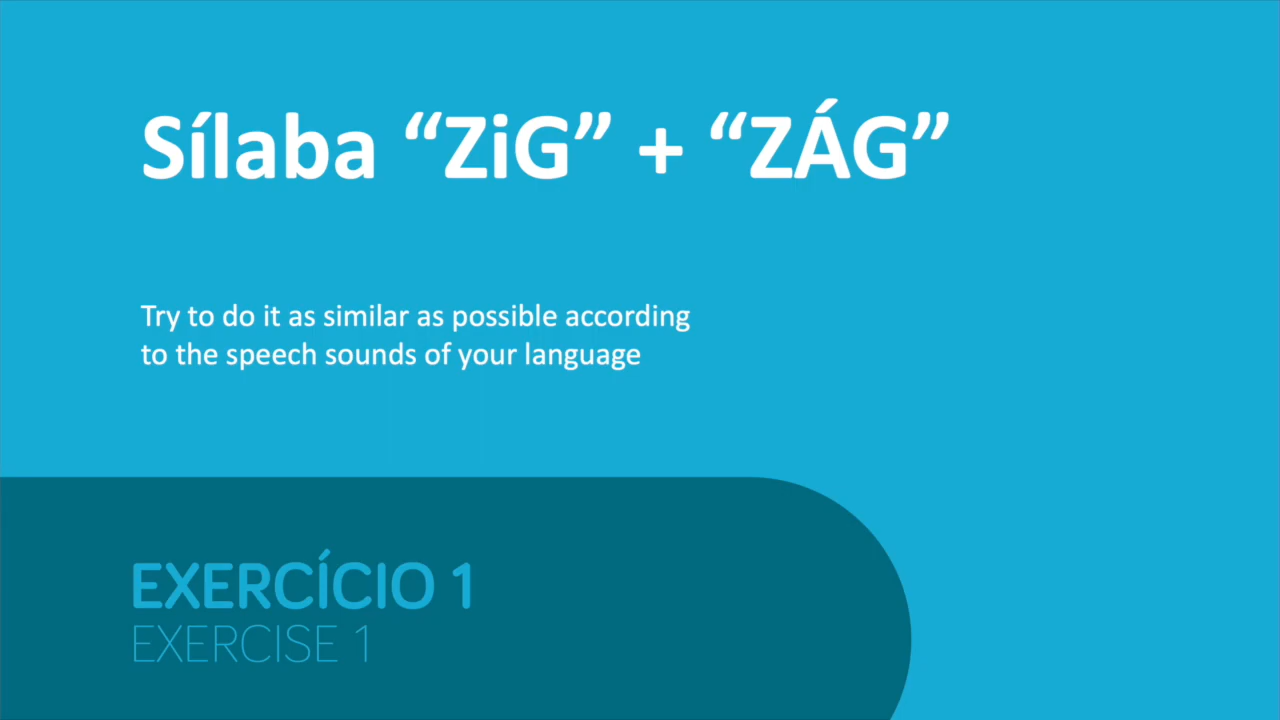 Sílaba “ZiG” + “ZÁG”
Try to do it as similar as possible according
to the speech sounds of your language
EXERCÍCIO 1
EXERCISE 1